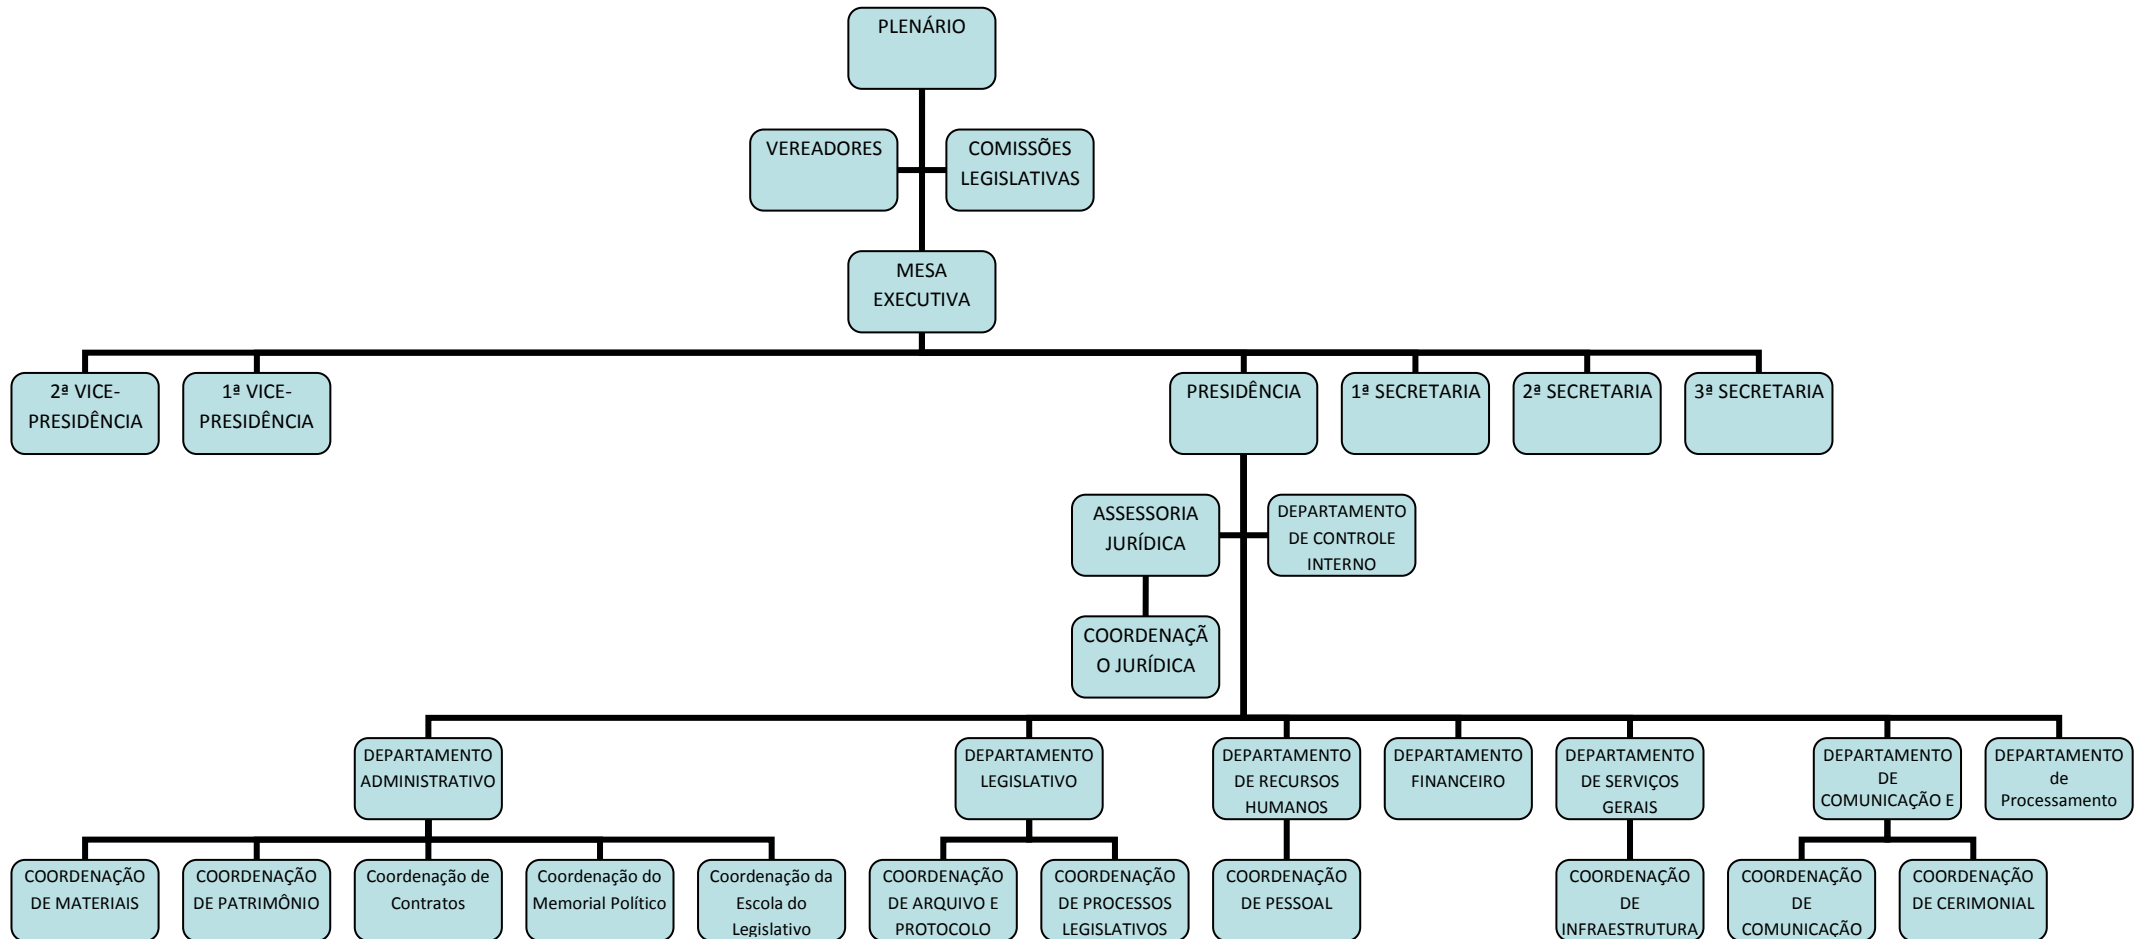 PLENÁRIO
VEREADORES
COMISSÕES
LEGISLATIVAS
MESA
EXECUTIVA
2ª VICE-
PRESIDÊNCIA
1ª VICE-
PRESIDÊNCIA
PRESIDÊNCIA
1ª SECRETARIA
2ª SECRETARIA
3ª SECRETARIA
ASSESSORIA
JURÍDICA
DEPARTAMENTO
DE CONTROLE
INTERNO
COORDENAÇÃ
O JURÍDICA
DEPARTAMENTO
ADMINISTRATIVO
DEPARTAMENTO
LEGISLATIVO
DEPARTAMENTO
DE RECURSOS
HUMANOS
DEPARTAMENTO
FINANCEIRO
DEPARTAMENTO
DE SERVIÇOS
GERAIS
DEPARTAMENTO
DE
COMUNICAÇÃO E
DEPARTAMENTO
de
Processamento
COORDENAÇÃO
DE MATERIAIS
COORDENAÇÃO
DE PATRIMÔNIO
Coordenação de
Contratos
Coordenação do
Memorial Político
Coordenação da
Escola do
Legislativo
COORDENAÇÃO
DE ARQUIVO E
PROTOCOLO
COORDENAÇÃO
DE PROCESSOS
LEGISLATIVOS
COORDENAÇÃO
DE PESSOAL
COORDENAÇÃO
DE
INFRAESTRUTURA
COORDENAÇÃO
DE
COMUNICAÇÃO
COORDENAÇÃO
DE CERIMONIAL